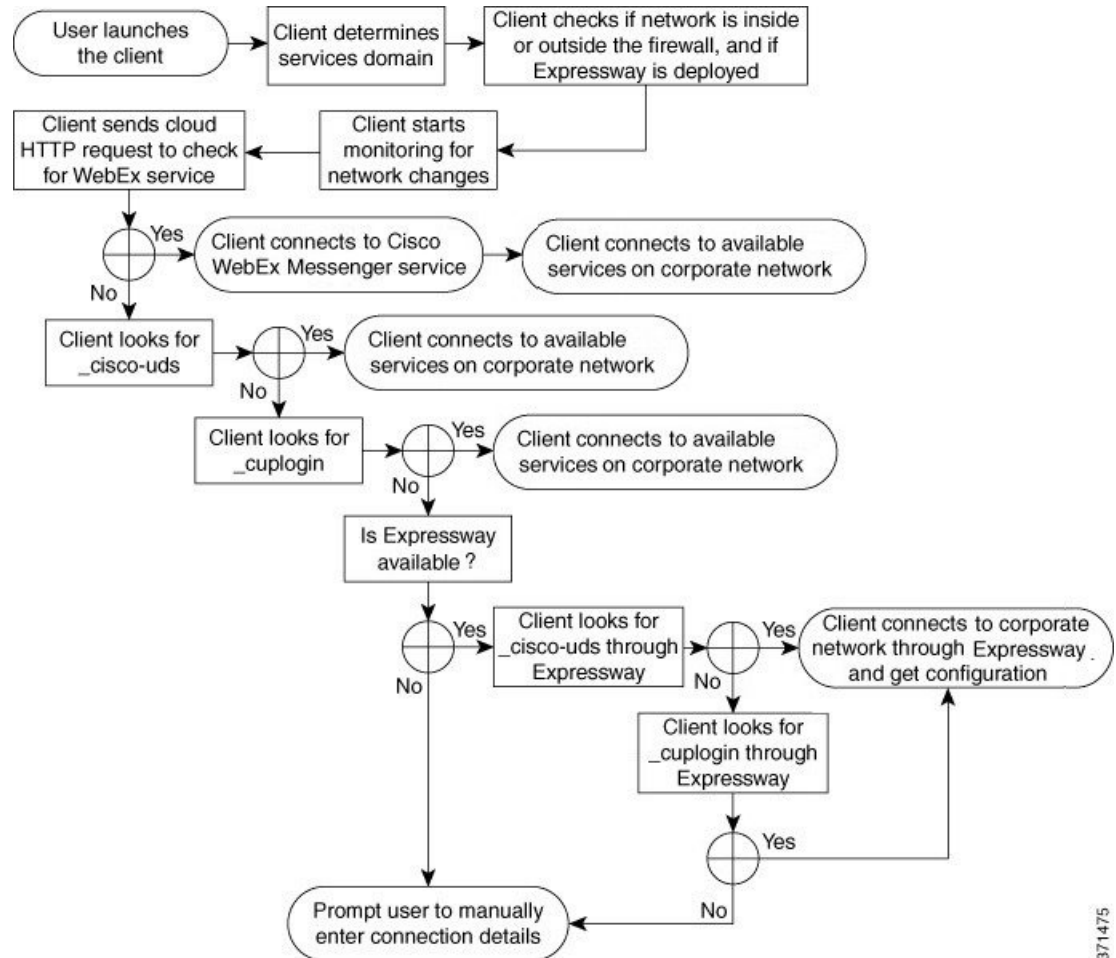 User launches
the client
Client determines
services domain
Client checks if network is inside
or outside the firewall, and if
Expressway is deployed
Client sends cloud
HTTP request to check
for WebEx service
Client starts
monitoring for
network changes
Yes
Client connects to Cisco
WebEx Messenger service
Client connects to available
services on corporate network
No
Client looks for
_cisco-uds
Yes
Client connects to available
services on corporate network
No
Client looks for
_cuplogin
Yes
Client connects to available
services on corporate network
No
Is Expressway
available ?
Yes
Client looks for
_cisco-uds through
Expressway
Yes
Client connects to corporate
network through Expressway .
and get configuration
No
No
Client looks for
_cuplogin through
Expressway
Yes
No
Prompt user to manually
enter connection details
371475